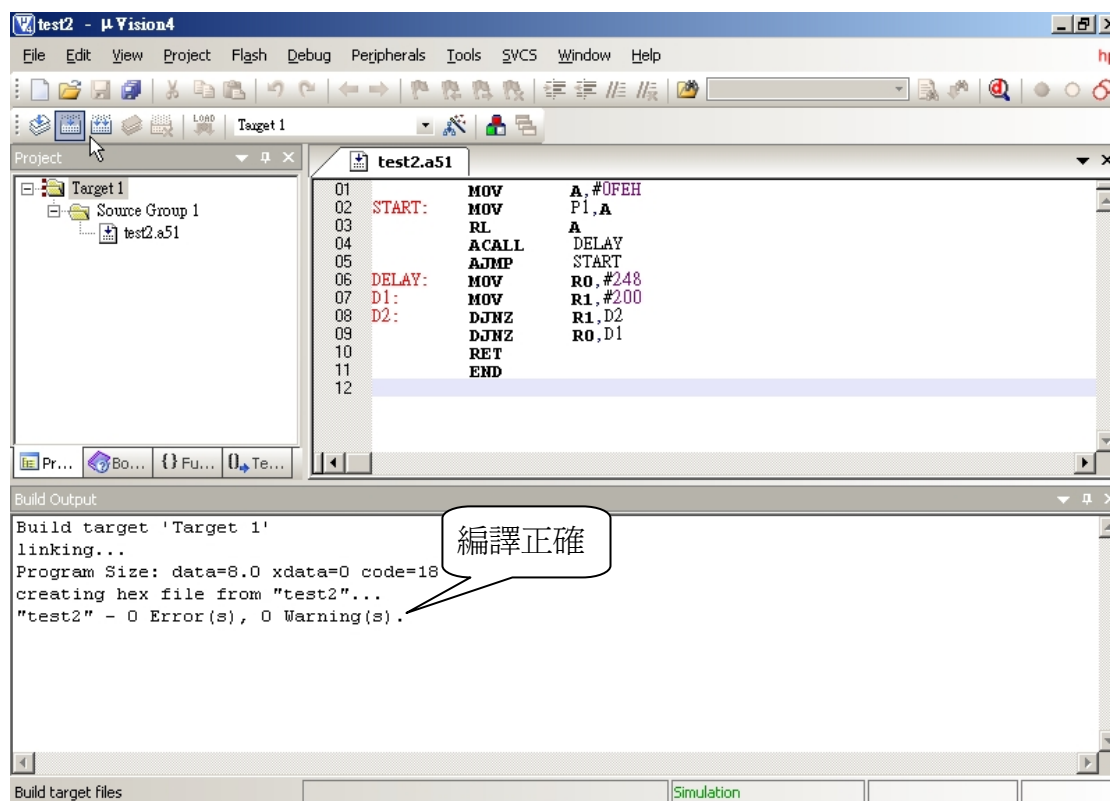 test2 - µVision4
File Edit View Project Flash Debug Peripherals Tools SVCS Window Help
LOAD Target 1
Project
test2.a51
Target 1
Source Group 1
test2.a51
01 MOV A,#0FEH
02 START: MOV P1,A
03 RL A
04 ACALL DELAY
05 AJMP START
06 DELAY: MOV R0,#248
07 D1: MOV R1,#200
08 D2: DJNZ R1,D2
09 DJNZ R0,D1
10 RET
11 END
12
Pr... Bo... {} Fu... Te...
Build Output
Build target 'Target 1'
linking...
Program Size: data=8.0 xdata=0 code=18
creating hex file from "test2"...
"test2" - 0 Error(s), 0 Warning(s).
編譯正確
Build target files Simulation